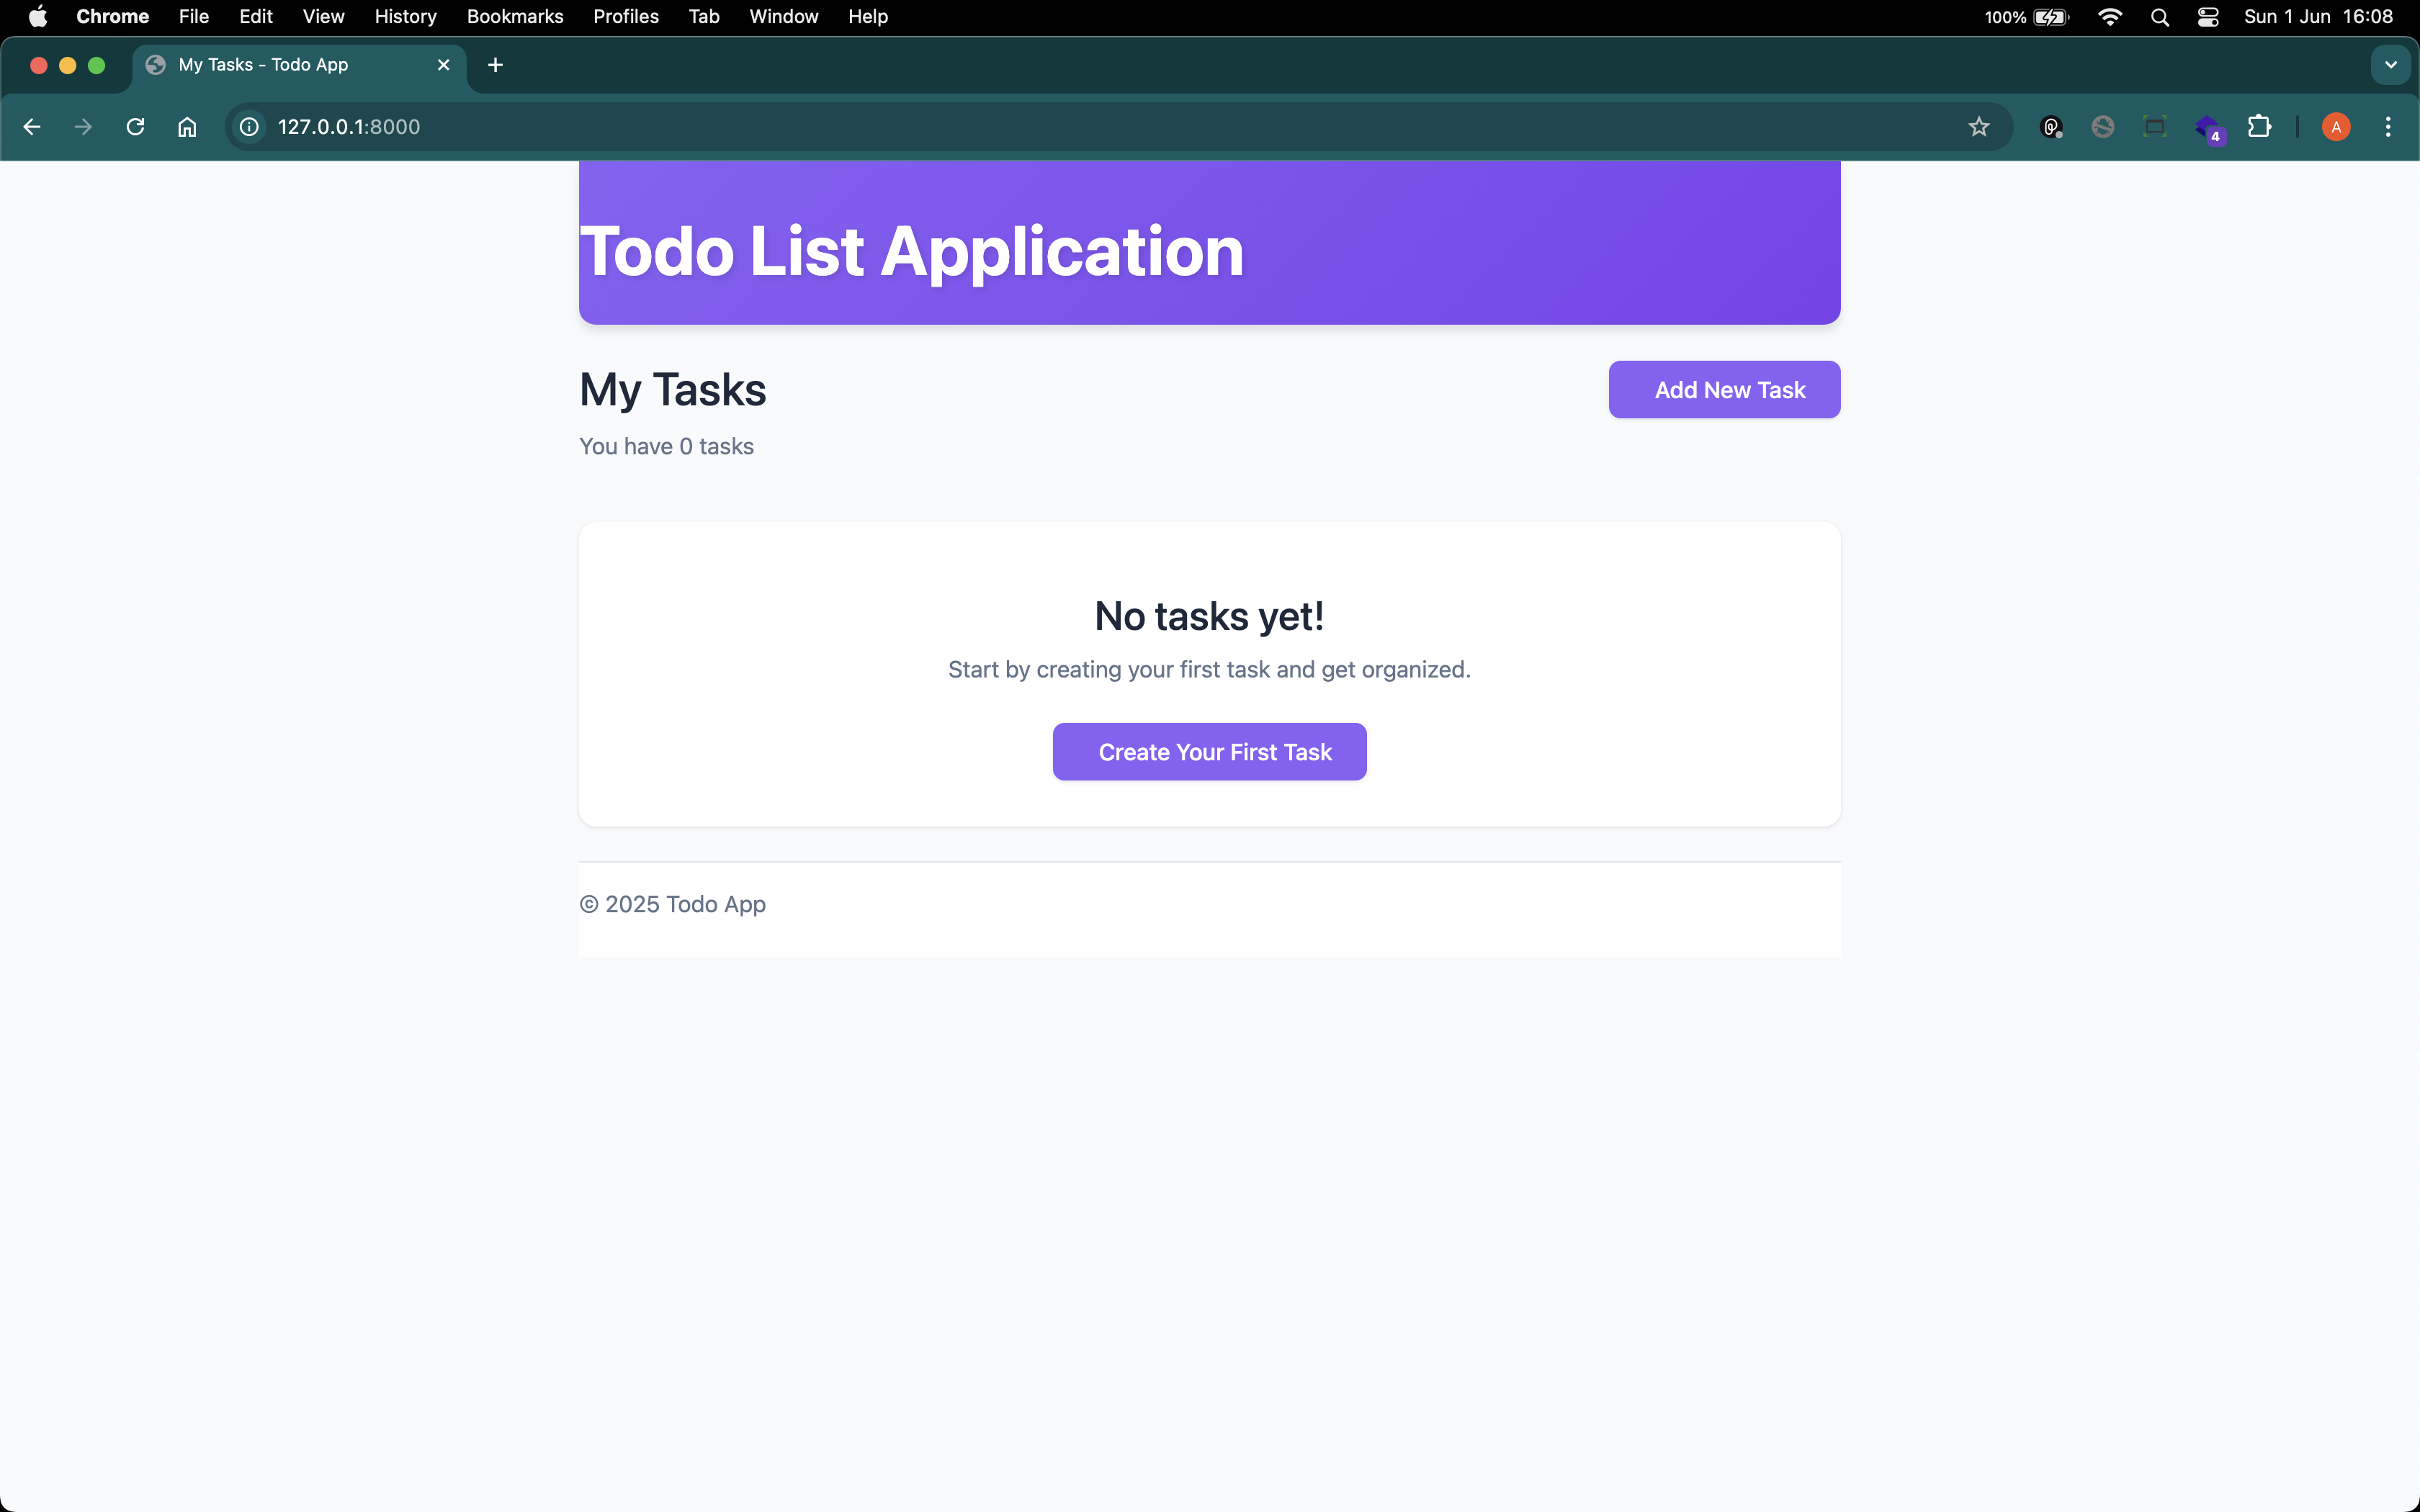 Chrome File Edit View History Bookmarks Profiles Tab Window Help 100% Sun 1 Jun 16:08
My Tasks - Todo App
127.0.0.1:8000 4 A
Todo List Application
My Tasks
Add New Task
You have 0 tasks
No tasks yet!
Start by creating your first task and get organized.
Create Your First Task
© 2025 Todo App